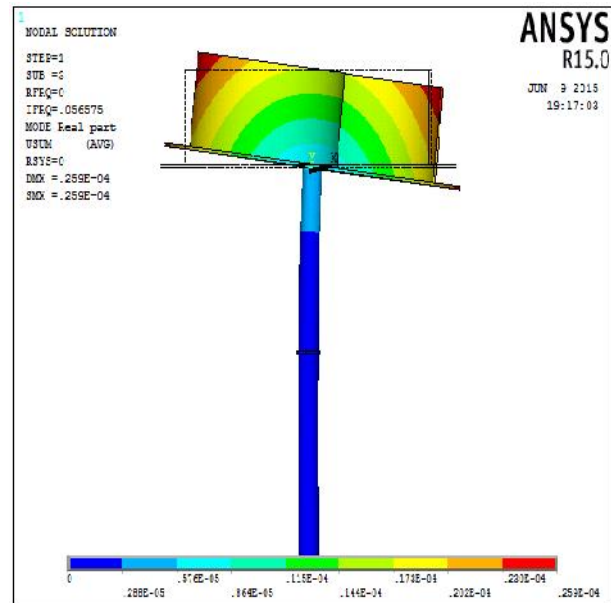 1
NODAL SOLUTION
STEP=1
SUB =3
RFRQ=0
IFRQ=.056575
MODE Real part
USUM (AVG)
RSYS=0
DMX =.259E-04
SMX =.259E-04
ANSYS
R15.0
JUN 9 2015
19:17:03
Y
0
.288E-05
.576E-05
.864E-05
.115E-04
.144E-04
.173E-04
.202E-04
.230E-04
.259E-04